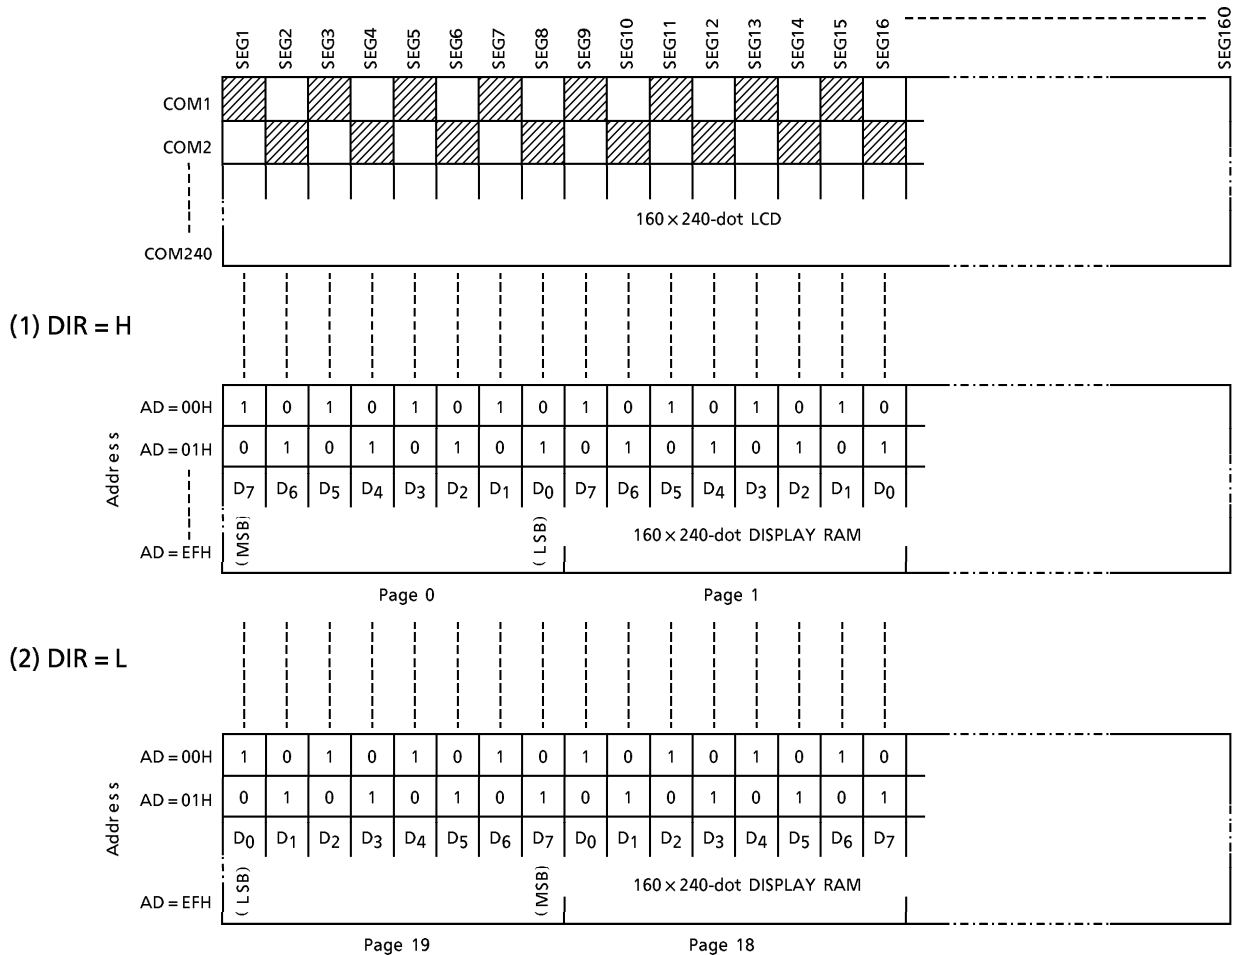 SEG1 SEG2 SEG3 SEG4 SEG5 SEG6 SEG7 SEG8 SEG9 SEG10 SEG11 SEG12 SEG13 SEG14 SEG15 SEG16 SEG160
COM1
COM2
160×240-dot LCD
COM240
(1) DIR = H
Address
AD = 00H 1 0 1 0 1 0 1 0 1 0 1 0 1 0 1 0
AD = 01H 0 1 0 1 0 1 0 1 0 1 0 1 0 1 0 1
D7 D6 D5 D4 D3 D2 D1 D0 D7 D6 D5 D4 D3 D2 D1 D0
(MSB) (LSB) 160×240-dot DISPLAY RAM
AD = EFH
Page 0 Page 1
(2) DIR = L
Address
AD = 00H 1 0 1 0 1 0 1 0 1 0 1 0 1 0 1 0
AD = 01H 0 1 0 1 0 1 0 1 0 1 0 1 0 1 0 1
D0 D1 D2 D3 D4 D5 D6 D7 D0 D1 D2 D3 D4 D5 D6 D7
(LSB) (MSB) 160×240-dot DISPLAY RAM
AD = EFH
Page 19 Page 18